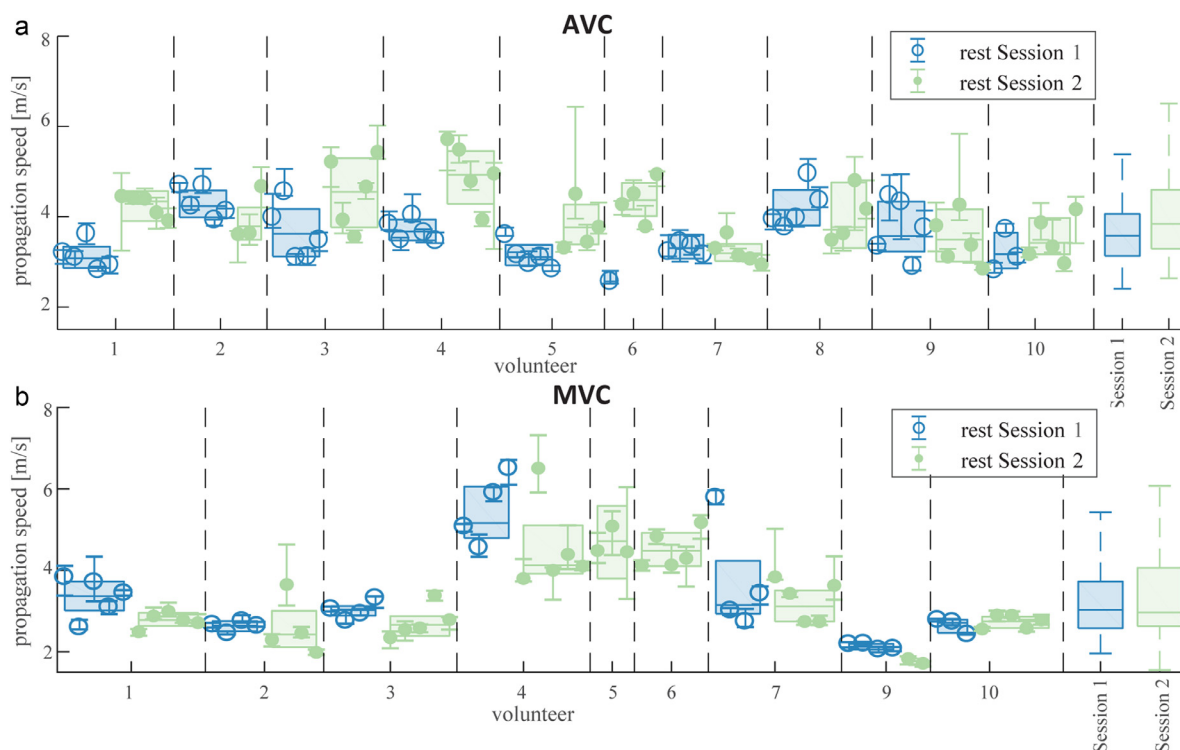 a
AVC
8
6
4
2
propagation speed [m/s]
rest Session 1
rest Session 2
1 2 3 4 5 6 7 8 9 10
volunteer
Session 1
Session 2
b
MVC
8
6
4
2
propagation speed [m/s]
rest Session 1
rest Session 2
1 2 3 4 5 6 7 9 10
volunteer
Session 1
Session 2